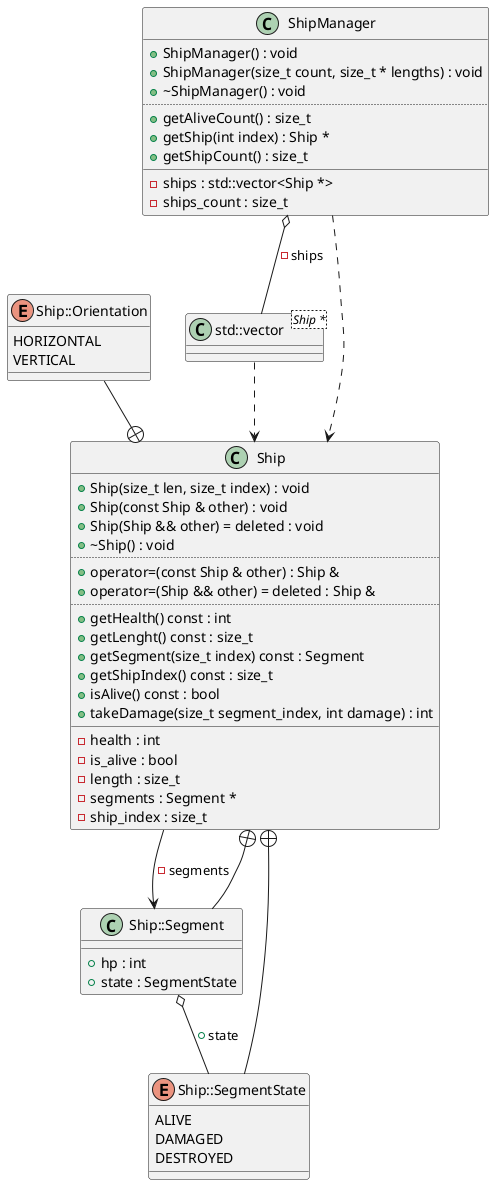 C ShipManager
ShipManager() : void
ShipManager(size_t count, size_t * lengths) : void
~ShipManager() : void
getAliveCount() : size_t
getShip(int index) : Ship *
getShipCount() : size_t
ships : std::vector<Ship *>
ships_count : size_t
ships
E Ship::Orientation
HORIZONTAL
VERTICAL
C std::vector
Ship *
C Ship
Ship(size_t len, size_t index) : void
Ship(const Ship & other) : void
Ship(Ship && other) = deleted : void
~Ship() : void
operator=(const Ship & other) : Ship &
operator=(Ship && other) = deleted : Ship &
getHealth() const : int
getLenght() const : size_t
getSegment(size_t index) const : Segment
getShipIndex() const : size_t
isAlive() const : bool
takeDamage(size_t segment_index, int damage) : int
health : int
is_alive : bool
length : size_t
segments : Segment *
ship_index : size_t
segments
C Ship::Segment
hp : int
state : SegmentState
state
E Ship::SegmentState
ALIVE
DAMAGED
DESTROYED